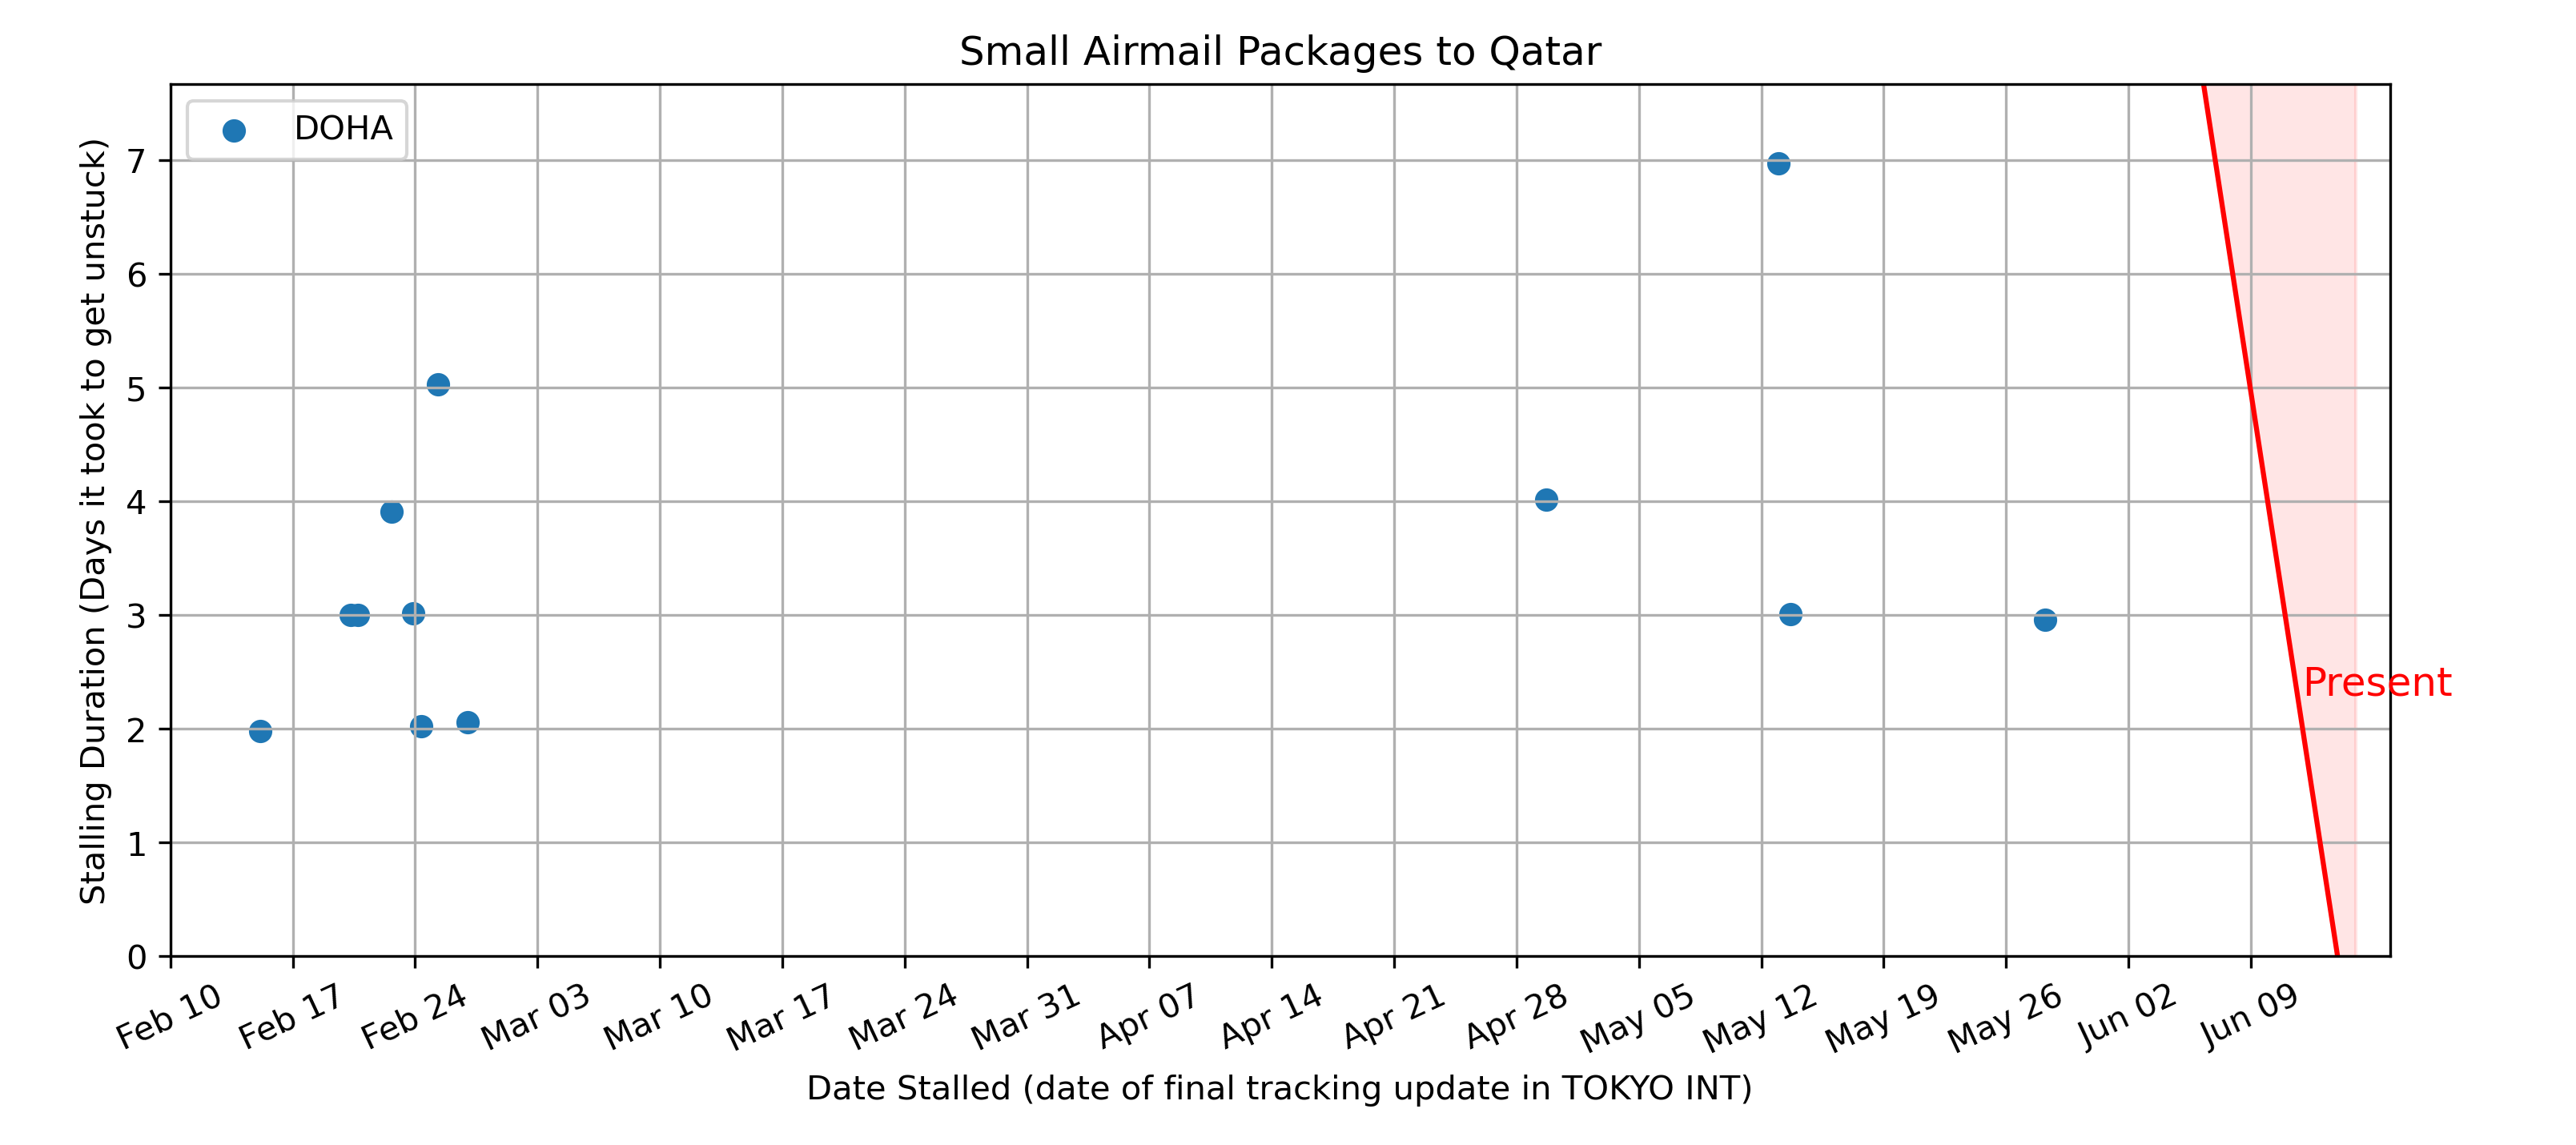 Small Airmail Packages to Qatar
DOHA
Stalling Duration (Days it took to get unstuck)
7
6
5
4
3
2
1
0
Present
Feb 10
Feb 17
Feb 24
Mar 03
Mar 10
Mar 17
Mar 24
Mar 31
Apr 07
Apr 14
Apr 21
Apr 28
May 05
May 12
May 19
May 26
Jun 02
Jun 09
Date Stalled (date of final tracking update in TOKYO INT)